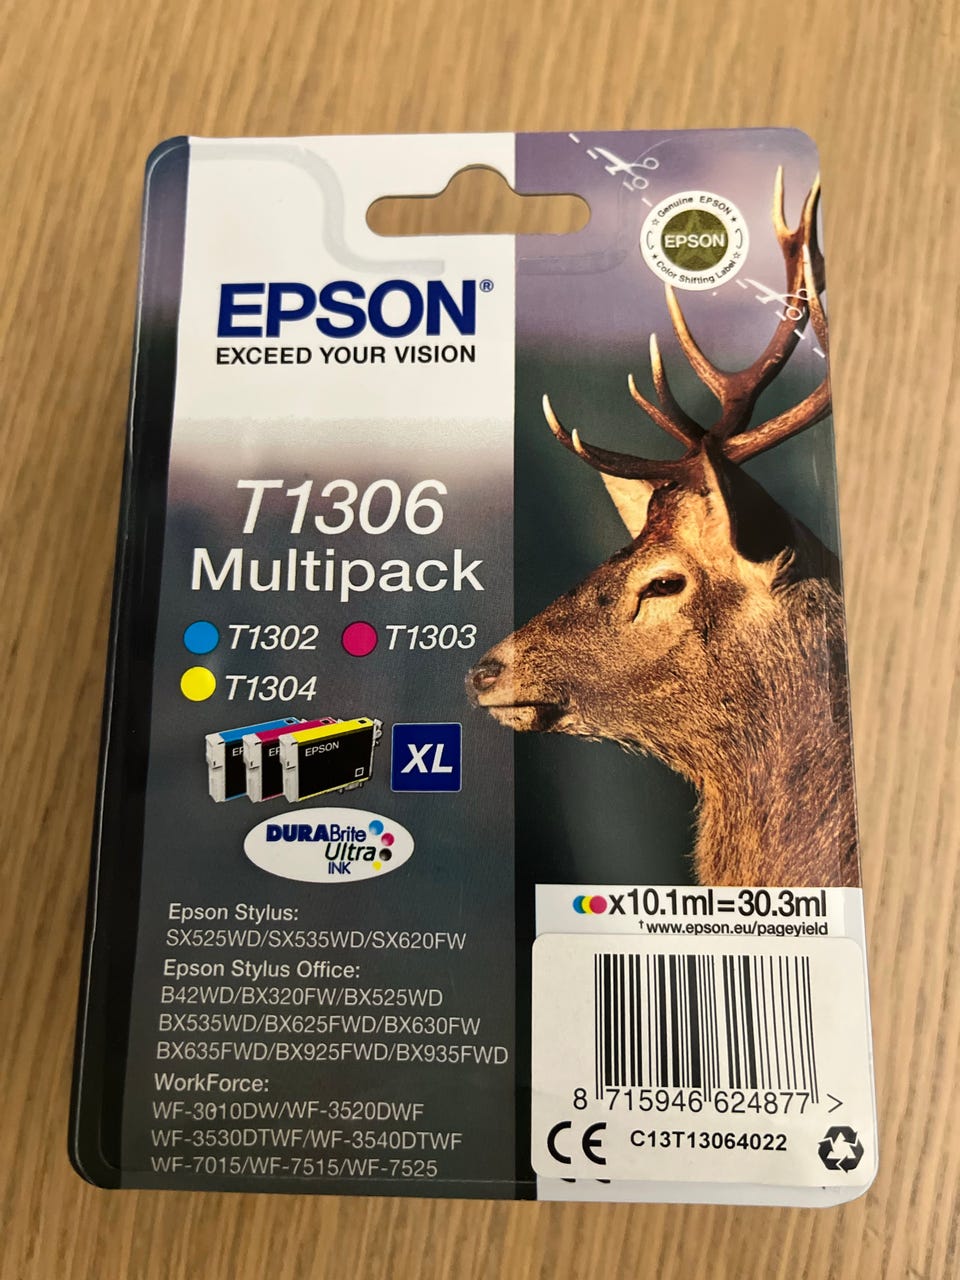 EPSON®
EXCEED YOUR VISION
Genuine EPSON
EPSON
Color Shifting Label
T1306
Multipack
T1302 T1303
T1304
EPSON
XL
DURABrite
Ultra
INK
x10.1ml=30.3ml
†www.epson.eu/pageyield
Epson Stylus:
SX525WD/SX535WD/SX620FW
Epson Stylus Office:
B42WD/BX320FW/BX525WD
BX535WD/BX625FWD/BX630FW
BX635FWD/BX925FWD/BX935FWD
WorkForce:
WF-3010DW/WF-3520DWF
WF-3530DTWF/WF-3540DTWF
WF-7015/WF-7515/WF-7525
8 715946 624877 >
CE C13T13064022